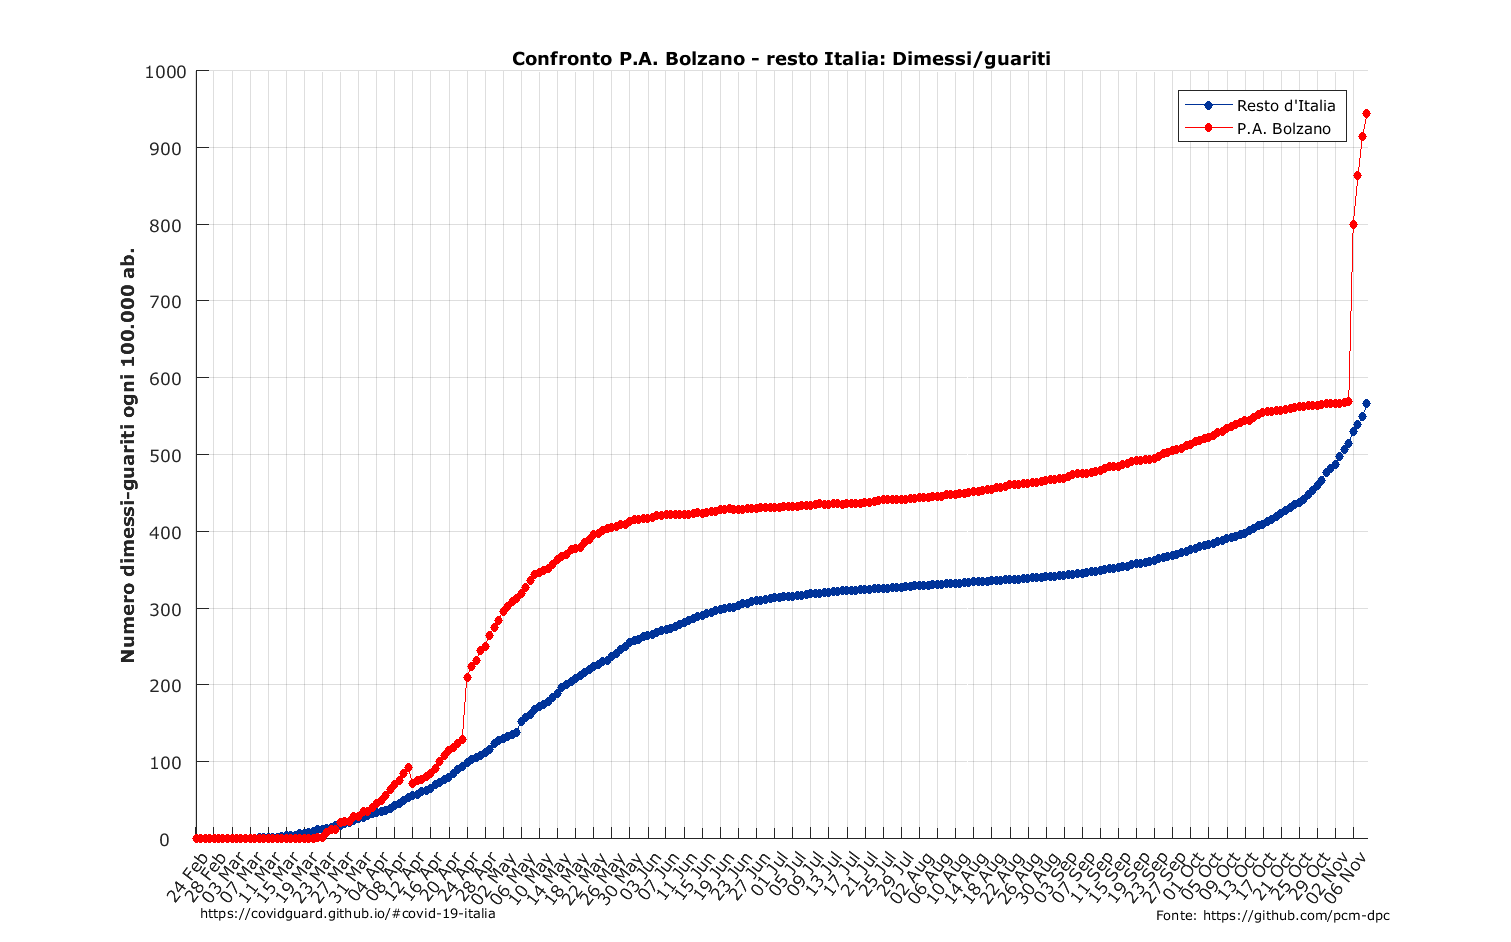 Confronto P.A. Bolzano - resto Italia: Dimessi/guariti
Resto d'Italia
P.A. Bolzano
Numero dimessi-guariti ogni 100.000 ab.
1000
900
800
700
600
500
400
300
200
100
0
24 Feb
28 Feb
03 Mar
07 Mar
11 Mar
15 Mar
19 Mar
23 Mar
27 Mar
31 Mar
04 Apr
08 Apr
12 Apr
16 Apr
20 Apr
24 Apr
28 Apr
02 May
06 May
10 May
14 May
18 May
22 May
26 May
30 May
03 Jun
07 Jun
11 Jun
15 Jun
19 Jun
23 Jun
27 Jun
01 Jul
05 Jul
09 Jul
13 Jul
17 Jul
21 Jul
25 Jul
29 Jul
02 Aug
06 Aug
10 Aug
14 Aug
18 Aug
22 Aug
26 Aug
30 Aug
03 Sep
07 Sep
11 Sep
15 Sep
19 Sep
23 Sep
27 Sep
01 Oct
05 Oct
09 Oct
13 Oct
17 Oct
21 Oct
25 Oct
29 Oct
02 Nov
06 Nov
https://covidguard.github.io/#covid-19-italia
Fonte: https://github.com/pcm-dpc